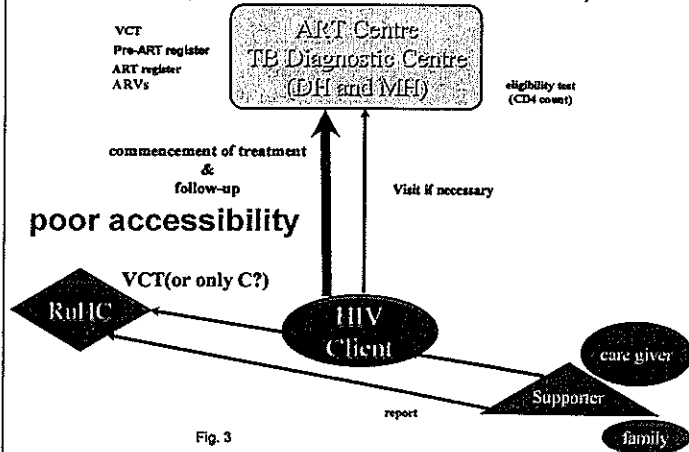 VCT
Pre-ART register
ART register
ARVs
ART Centre
TB Diagnostic Centre
(DH and MH)
eligibility test
(CD4 count)
commencement of treatment
&
follow-up
Visit if necessary
poor accessibility
VCT(or only C?)
RuHC
HIV
Client
care giver
Supporter
family
report
Fig. 3